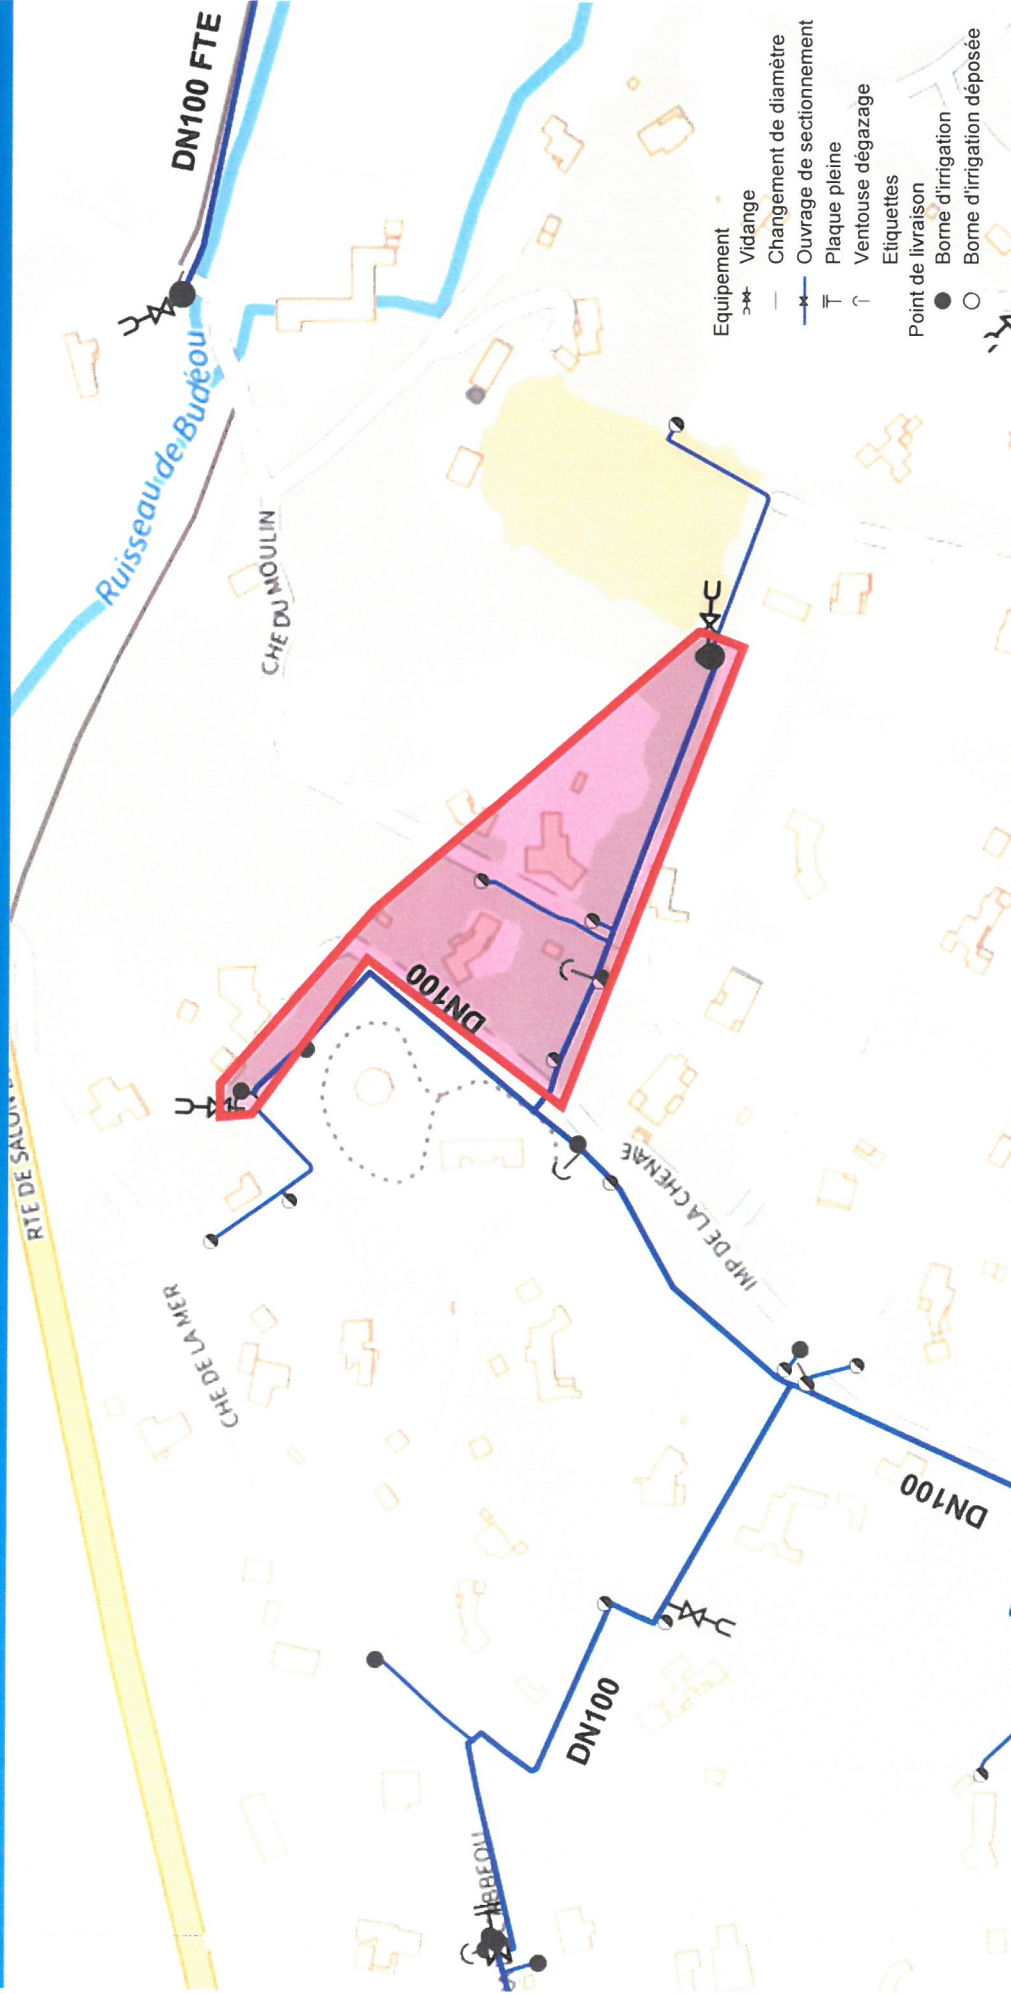 DN100 FTE
Ruisseau de Budéou
CHE DU MOULIN
RTE DE SALON
CHE DE LA MER
DN100
IMP DE LA CHENAIE
DN100
DN100
Equipement
Vidange
Changement de diamètre
Ouvrage de sectionnement
Plaque pleine
Ventouse dégazage
Etiquettes
Point de livraison
Borne d'irrigation
Borne d'irrigation déposée